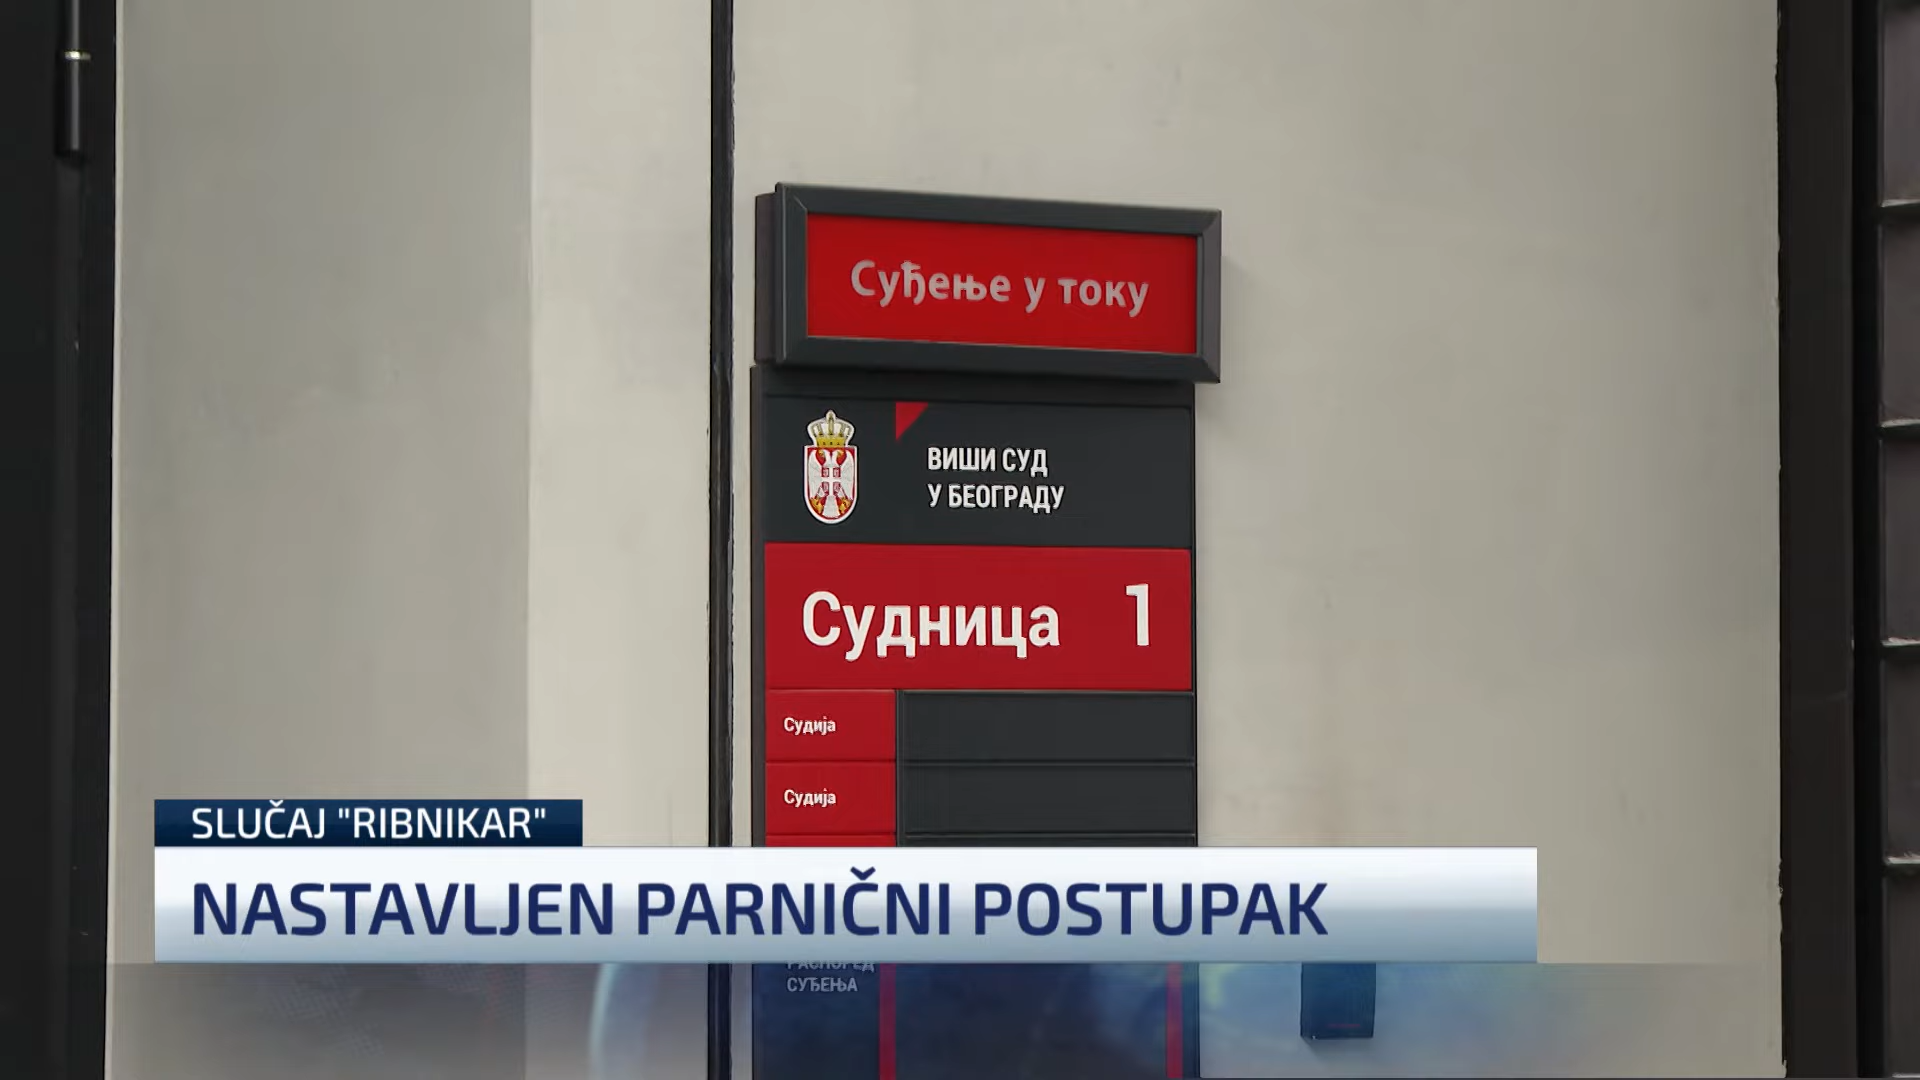 Суђење у току
ВИШИ СУД
У БЕОГРАДУ
Судница 1
Судија
Судија
SLUČAJ "RIBNIKAR"
NASTAVLJEN PARNIČNI POSTUPAK
РАСПОРЕД
СУЂЕЊА